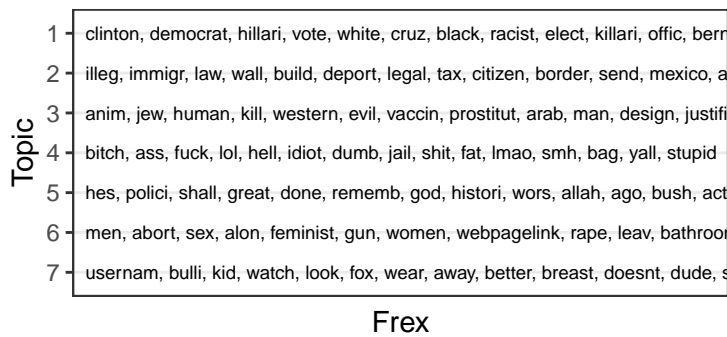 1 clinton, democrat, hillari, vote, white, cruz, black, racist, elect, killari, offic, bern
2 illeg, immigr, law, wall, build, deport, legal, tax, citizen, border, send, mexico, a
3 anim, jew, human, kill, western, evil, vaccin, prostitut, arab, man, design, justifi
4 bitch, ass, fuck, lol, hell, idiot, dumb, jail, shit, fat, lmao, smh, bag, yall, stupid
5 hes, polici, shall, great, done, rememb, god, histori, wors, allah, ago, bush, act
6 men, abort, sex, alon, feminist, gun, women, webpagelink, rape, leav, bathroor
7 usernam, bulli, kid, watch, look, fox, wear, away, better, breast, doesnt, dude, s
Topic
Frex